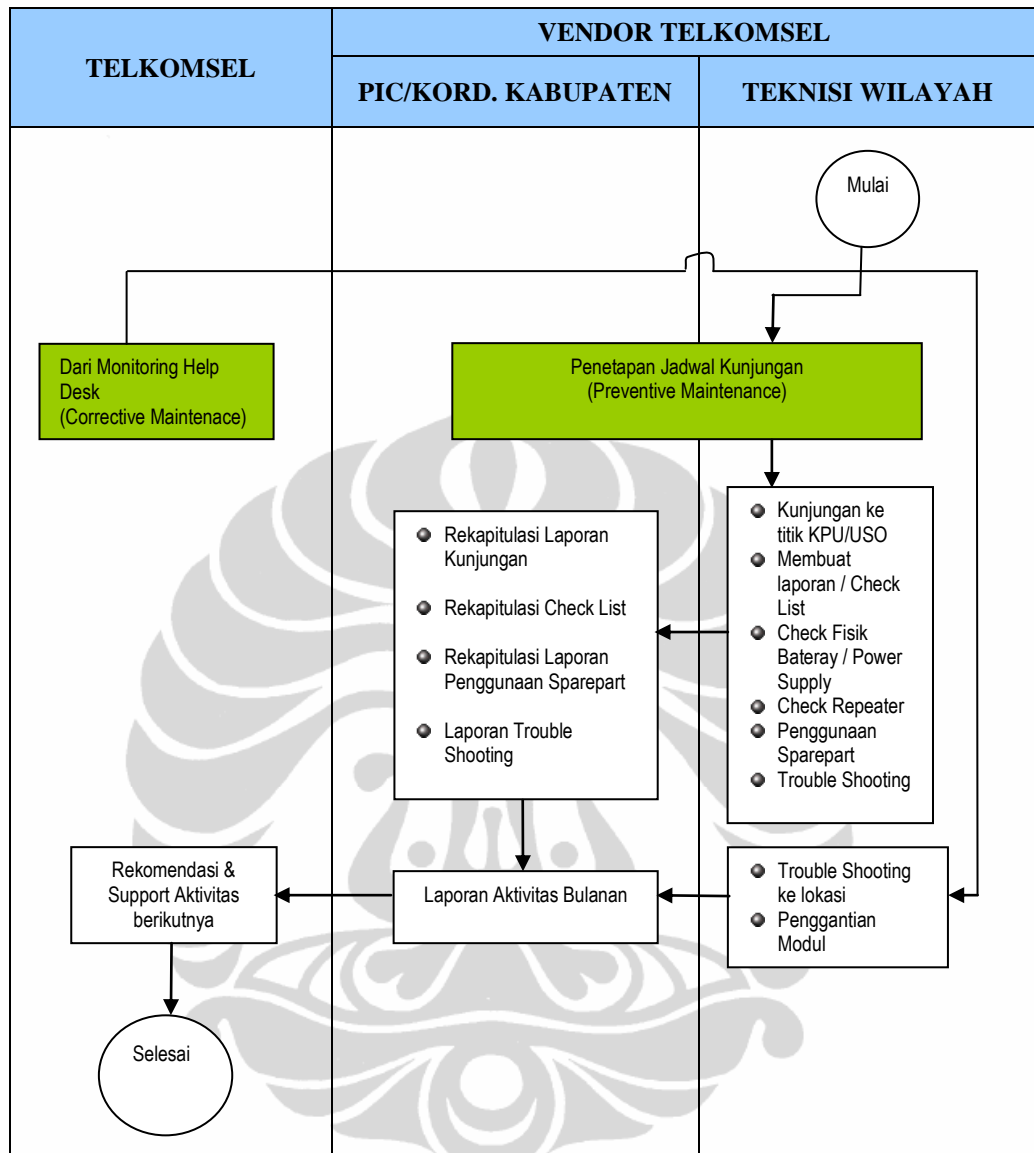 TELKOMSEL
VENDOR TELKOMSEL
PIC/KORD. KABUPATEN
TEKNISI WILAYAH
Mulai
Dari Monitoring Help
Desk
(Corrective Maintenace)
Penetapan Jadwal Kunjungan
(Preventive Maintenance)
Rekapitulasi Laporan
Kunjungan
Rekapitulasi Check List
Rekapitulasi Laporan
Penggunaan Sparepart
Laporan Trouble
Shooting
Kunjungan ke
titik KPU/USO
Membuat
laporan / Check
List
Check Fisik
Bateray / Power
Supply
Check Repeater
Penggunaan
Sparepart
Trouble Shooting
Rekomendasi &
Support Aktivitas
berikutnya
Laporan Aktivitas Bulanan
Trouble Shooting
ke lokasi
Penggantian
Modul
Selesai